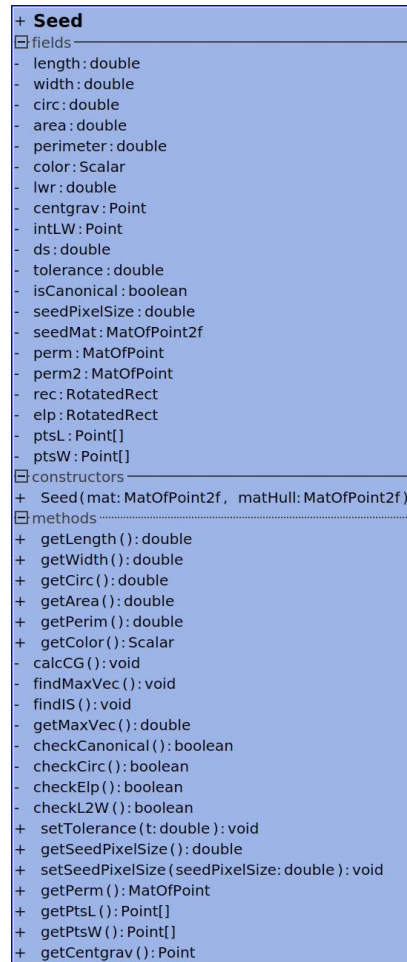 + Seed
fields
- length : double
- width : double
- circ : double
- area : double
- perimeter : double
- color : Scalar
- lwr : double
- centgrav : Point
- intLW : Point
- ds : double
- tolerance : double
- isCanonical : boolean
- seedPixelSize : double
- seedMat : MatOfPoint2f
- perm : MatOfPoint
- perm2 : MatOfPoint
- rec : RotatedRect
- elp : RotatedRect
- ptsL : Point[]
- ptsW : Point[]
constructors
+ Seed ( mat: MatOfPoint2f , matHull: MatOfPoint2f )
methods
+ getLength ( ) : double
+ getWidth ( ) : double
+ getCirc ( ) : double
+ getArea ( ) : double
+ getPerim ( ) : double
+ getColor ( ) : Scalar
- calcCG ( ) : void
- findMaxVec ( ) : void
- findIS ( ) : void
- getMaxVec ( ) : double
- checkCanonical ( ) : boolean
- checkCirc ( ) : boolean
- checkElp ( ) : boolean
- checkL2W ( ) : boolean
+ setTolerance ( t: double ) : void
+ getSeedPixelSize ( ) : double
+ setSeedPixelSize ( seedPixelSize: double ) : void
+ getPerm ( ) : MatOfPoint
+ getPtsL ( ) : Point[]
+ getPtsW ( ) : Point[]
+ getCentgrav ( ) : Point